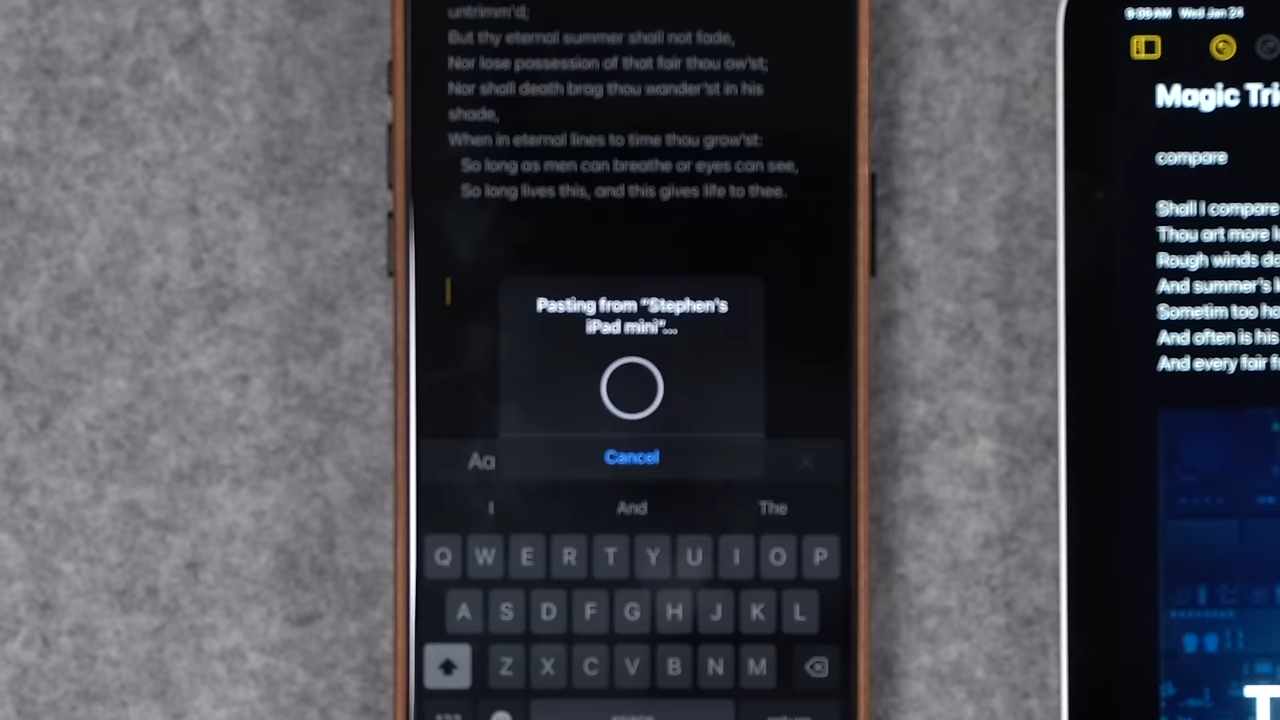 untrimm'd;
But thy eternal summer shall not fade,
Nor lose possession of that fair thou ow'st;
Nor shall death brag thou wander'st in his
shade,
When in eternal lines to time thou grow'st:
So long as men can breathe or eyes can see,
So long lives this, and this gives life to thee.
Pasting from "Stephen's
iPad mini"...
Cancel
Aa
I And The
Q W E R T Y U I O P
A S D F G H J K L
Z X C V B N M
9:09 AM Wed Jan 24
Magic Tri
compare
Shall I compare
Thou art more
Rough winds do
And summer's
Sometim too ho
And often is his
And every fair f
T